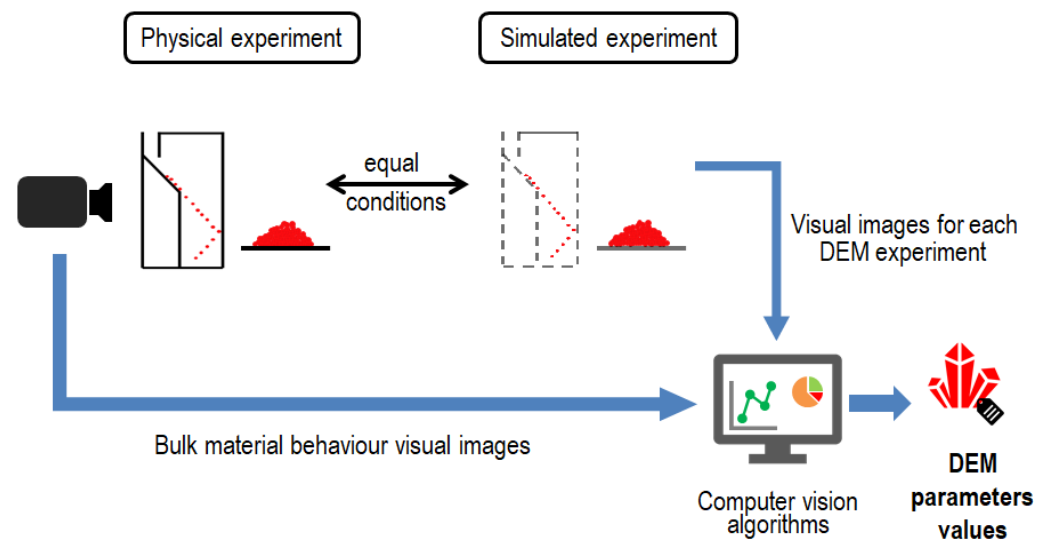 Physical experiment
Simulated experiment
equal
conditions
Visual images for each
DEM experiment
Bulk material behaviour visual images
Computer vision
algorithms
DEM
parameters
values